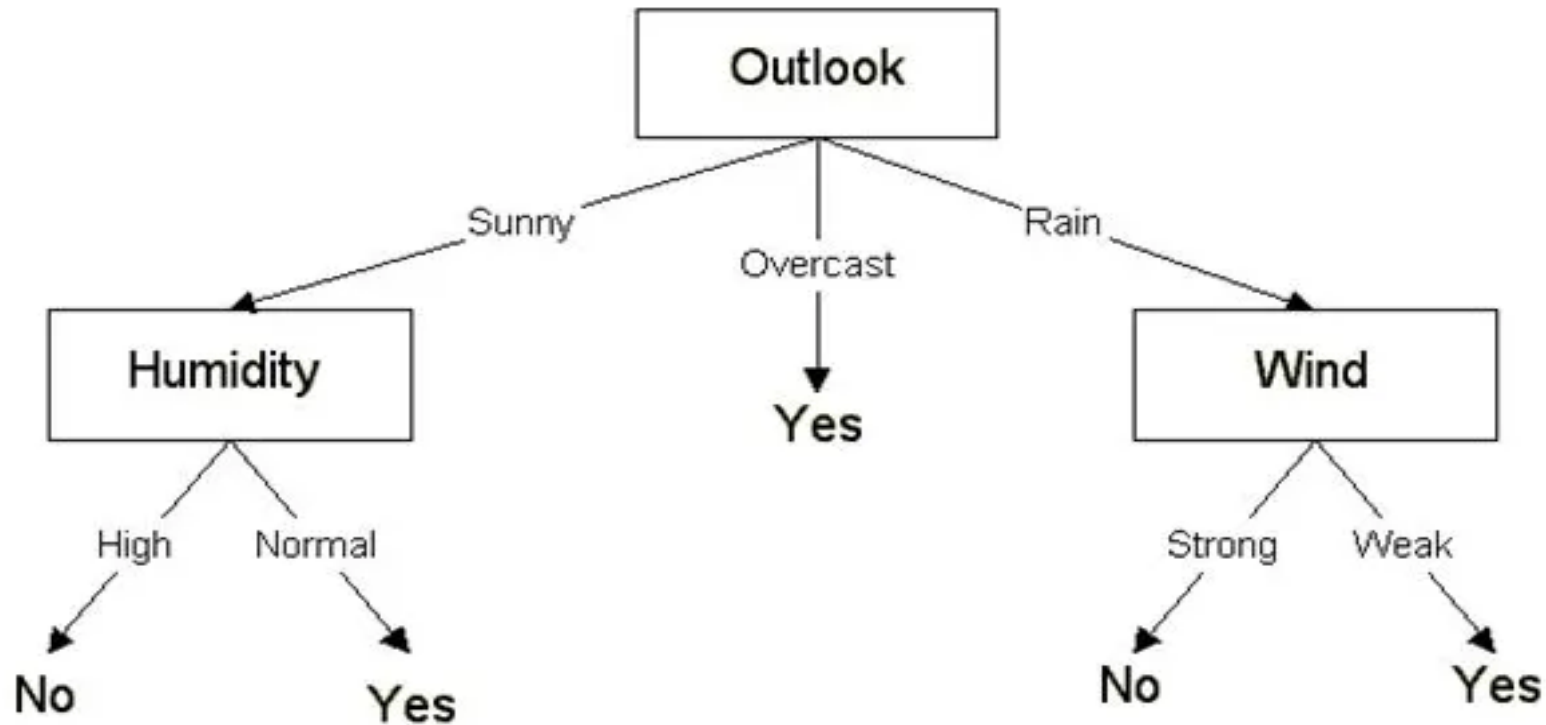 Outlook
Sunny
Overcast
Rain
Humidity
Yes
Wind
High
Normal
Strong
Weak
No
Yes
No
Yes